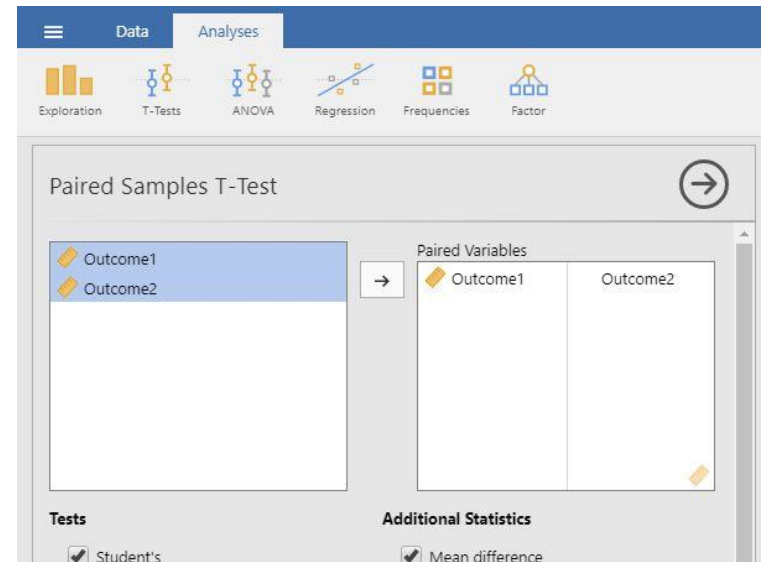 Data Analyses
Exploration T-Tests ANOVA Regression Frequencies Factor
Paired Samples T-Test
Paired Variables
Outcome1
Outcome2
Outcome1 Outcome2
Tests
Student's
Additional Statistics
Mean difference